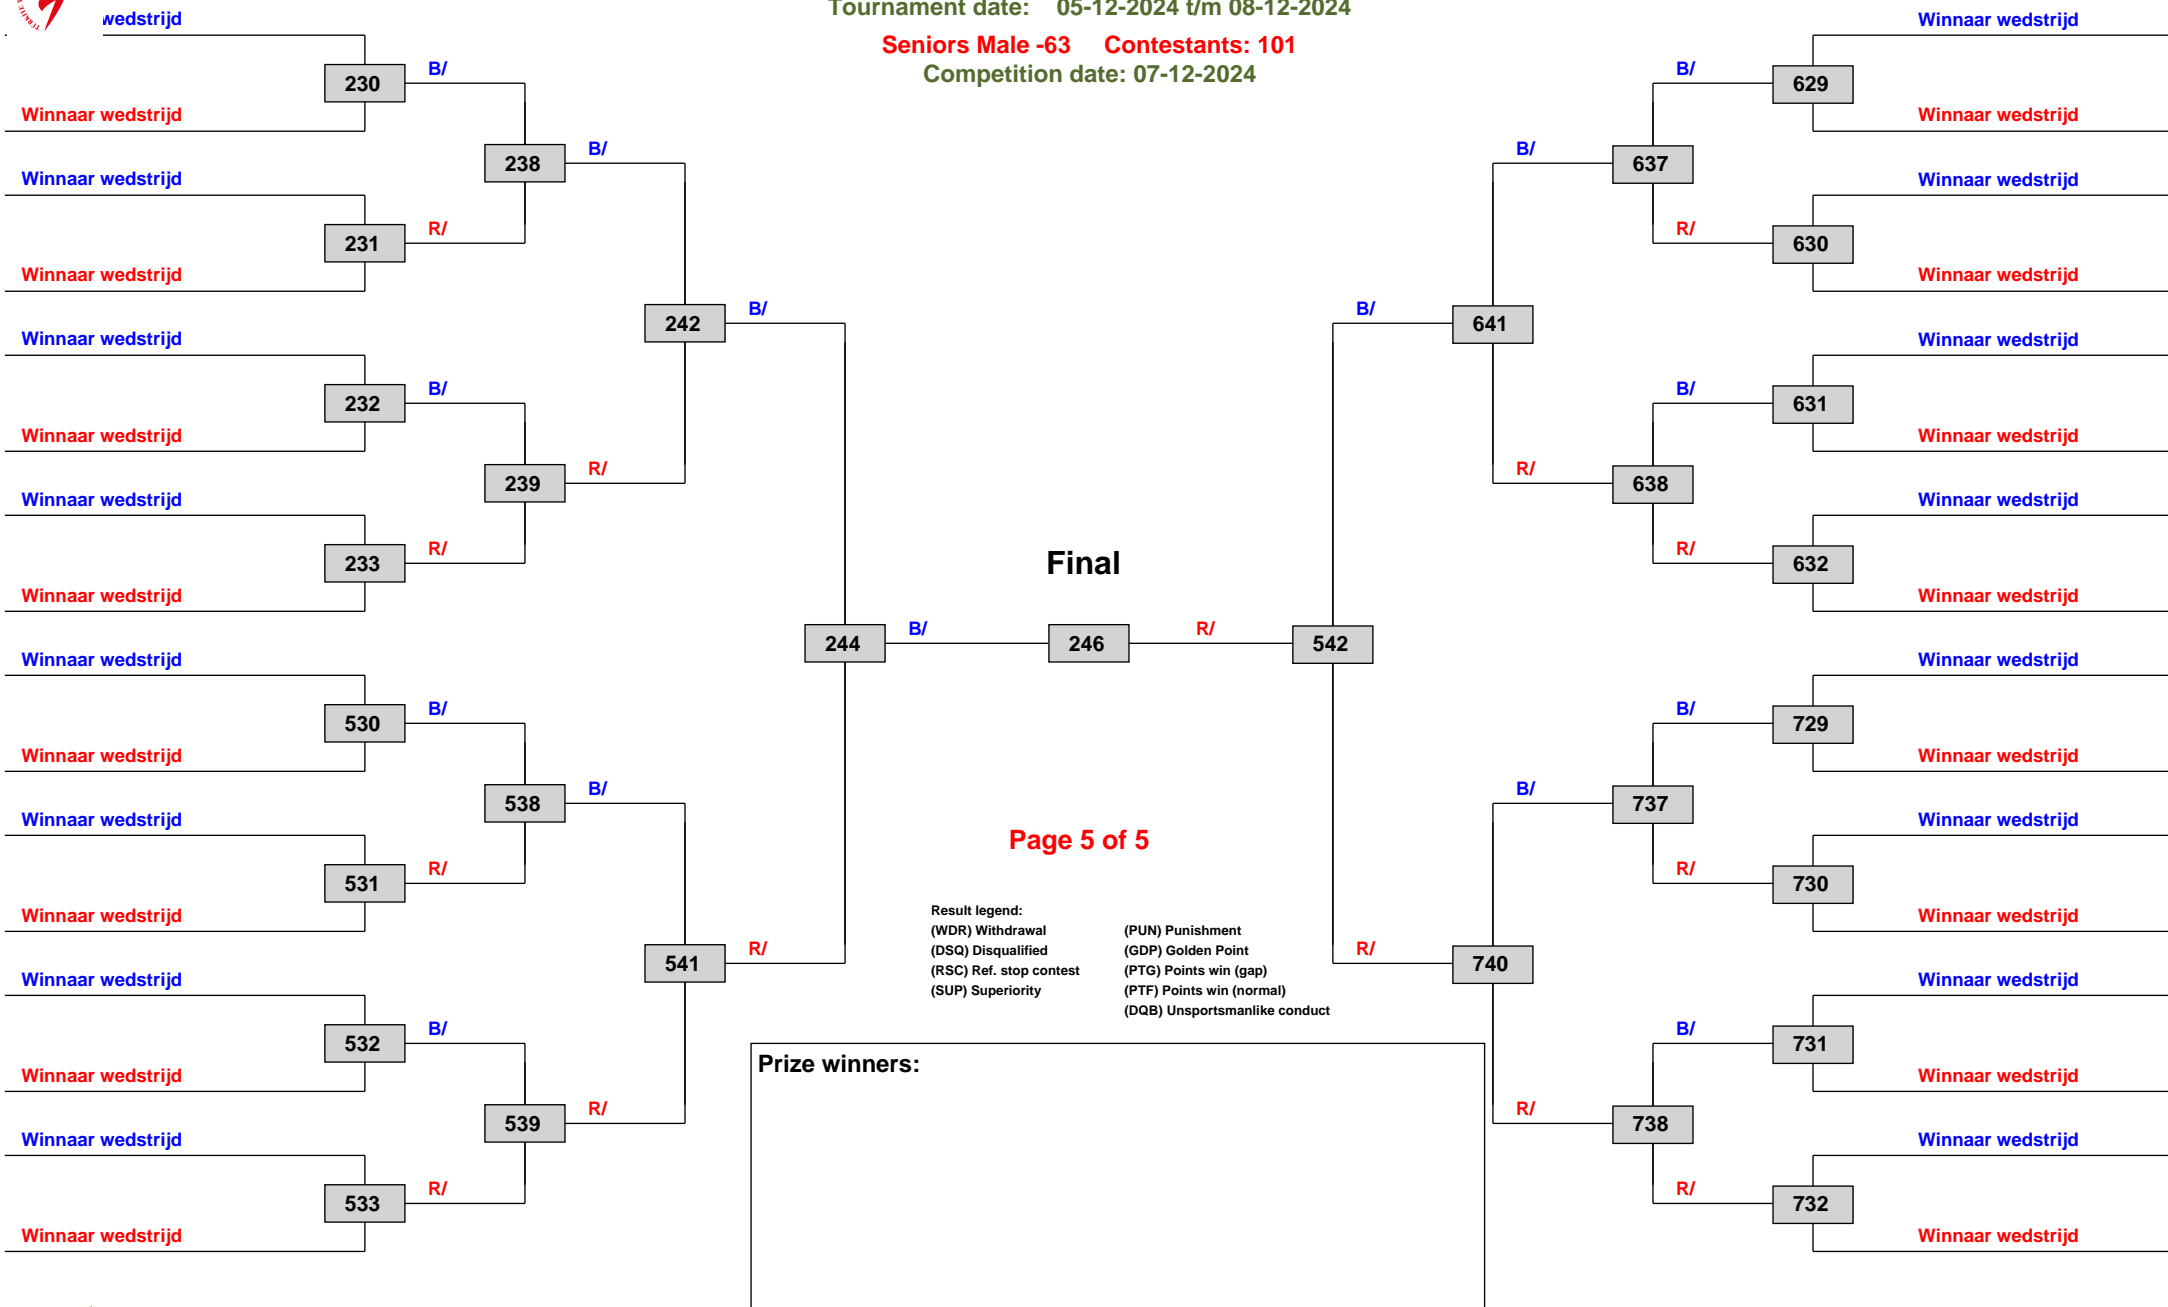 Tournament date: 05-12-2024 t/m 08-12-2024
Seniors Male -63 Contestants: 101
Competition date: 07-12-2024
wedstrijd
230
B/
Winnaar wedstrijd
238
B/
Winnaar wedstrijd
231
R/
Winnaar wedstrijd
242
B/
Winnaar wedstrijd
232
B/
Winnaar wedstrijd
239
R/
Winnaar wedstrijd
233
R/
Winnaar wedstrijd
244
B/
Winnaar wedstrijd
530
B/
Winnaar wedstrijd
538
B/
Winnaar wedstrijd
531
R/
Winnaar wedstrijd
541
R/
Winnaar wedstrijd
532
B/
Winnaar wedstrijd
539
R/
Winnaar wedstrijd
533
R/
Winnaar wedstrijd
Final
246
R/
542
Page 5 of 5
Result legend:
(WDR) Withdrawal
(DSQ) Disqualified
(RSC) Ref. stop contest
(SUP) Superiority
(PUN) Punishment
(GDP) Golden Point
(PTG) Points win (gap)
(PTF) Points win (normal)
(DQB) Unsportsmanlike conduct
Prize winners:
Winnaar wedstrijd
B/
629
Winnaar wedstrijd
B/
637
Winnaar wedstrijd
R/
630
Winnaar wedstrijd
B/
641
Winnaar wedstrijd
B/
631
Winnaar wedstrijd
R/
638
Winnaar wedstrijd
R/
632
Winnaar wedstrijd
Winnaar wedstrijd
B/
729
Winnaar wedstrijd
B/
737
Winnaar wedstrijd
R/
730
Winnaar wedstrijd
R/
740
Winnaar wedstrijd
B/
731
Winnaar wedstrijd
R/
738
Winnaar wedstrijd
R/
732
Winnaar wedstrijd